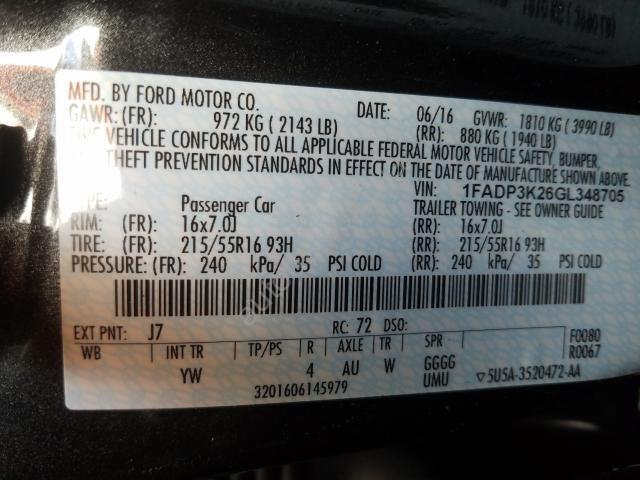 MFD. BY FORD MOTOR CO.
DATE: 06/16 GVWR: 1810 KG ( 3990 LB)
GAWR: (FR): 972 KG ( 2143 LB) (RR): 880 KG ( 1940 LB)
THIS VEHICLE CONFORMS TO ALL APPLICABLE FEDERAL MOTOR VEHICLE SAFETY, BUMPER,
THEFT PREVENTION STANDARDS IN EFFECT ON THE DATE OF MANUFACTURE SHOWN ABOVE.
VIN: 1FADP3K26GL348705
TYPE: Passenger Car TRAILER TOWING - SEE OWNER GUIDE
RIM: (FR): 16x7.0J (RR): 16x7.0J
TIRE: (FR): 215/55R16 93H (RR): 215/55R16 93H
PRESSURE: (FR): 240 kPa/ 35 PSI COLD (RR): 240 kPa/ 35 PSI COLD
EXT PNT: J7 RC: 72 DSO: F0080
WB INT TR TP/PS R AXLE TR SPR R0067
YW 4 AU W GGGG
UMU
3201606145979 ▽5U5A-3520472-AA